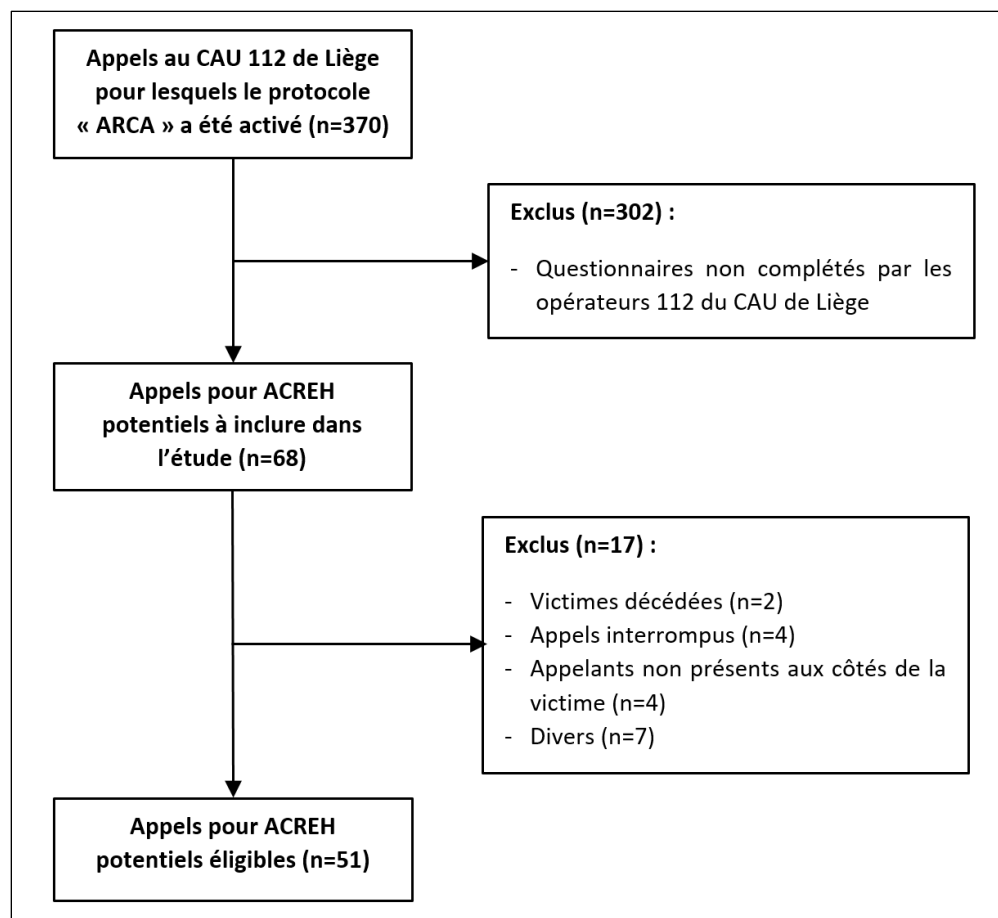 Appels au CAU 112 de Liège
pour lesquels le protocole
« ARCA » a été activé (n=370)
Exclus (n=302) :
- Questionnaires non complétés par les
opérateurs 112 du CAU de Liège
Appels pour ACREH
potentiels à inclure dans
l’étude (n=68)
Exclus (n=17) :
- Victimes décédées (n=2)
- Appels interrompus (n=4)
- Appelants non présents aux côtés de la
victime (n=4)
- Divers (n=7)
Appels pour ACREH
potentiels éligibles (n=51)